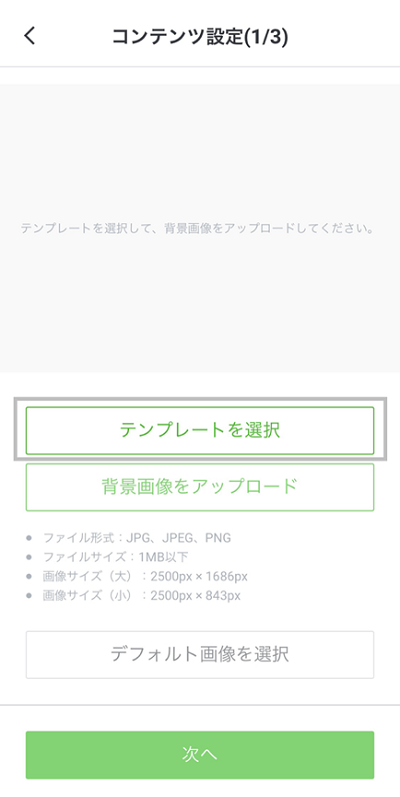 コンテンツ設定(1/3)
テンプレートを選択して、背景画像をアップロードしてください。
テンプレートを選択
背景画像をアップロード
● ファイル形式：JPG、JPEG、PNG
● ファイルサイズ：1MB以下
● 画像サイズ（大）：2500px × 1686px
● 画像サイズ（小）：2500px × 843px
デフォルト画像を選択
次へ